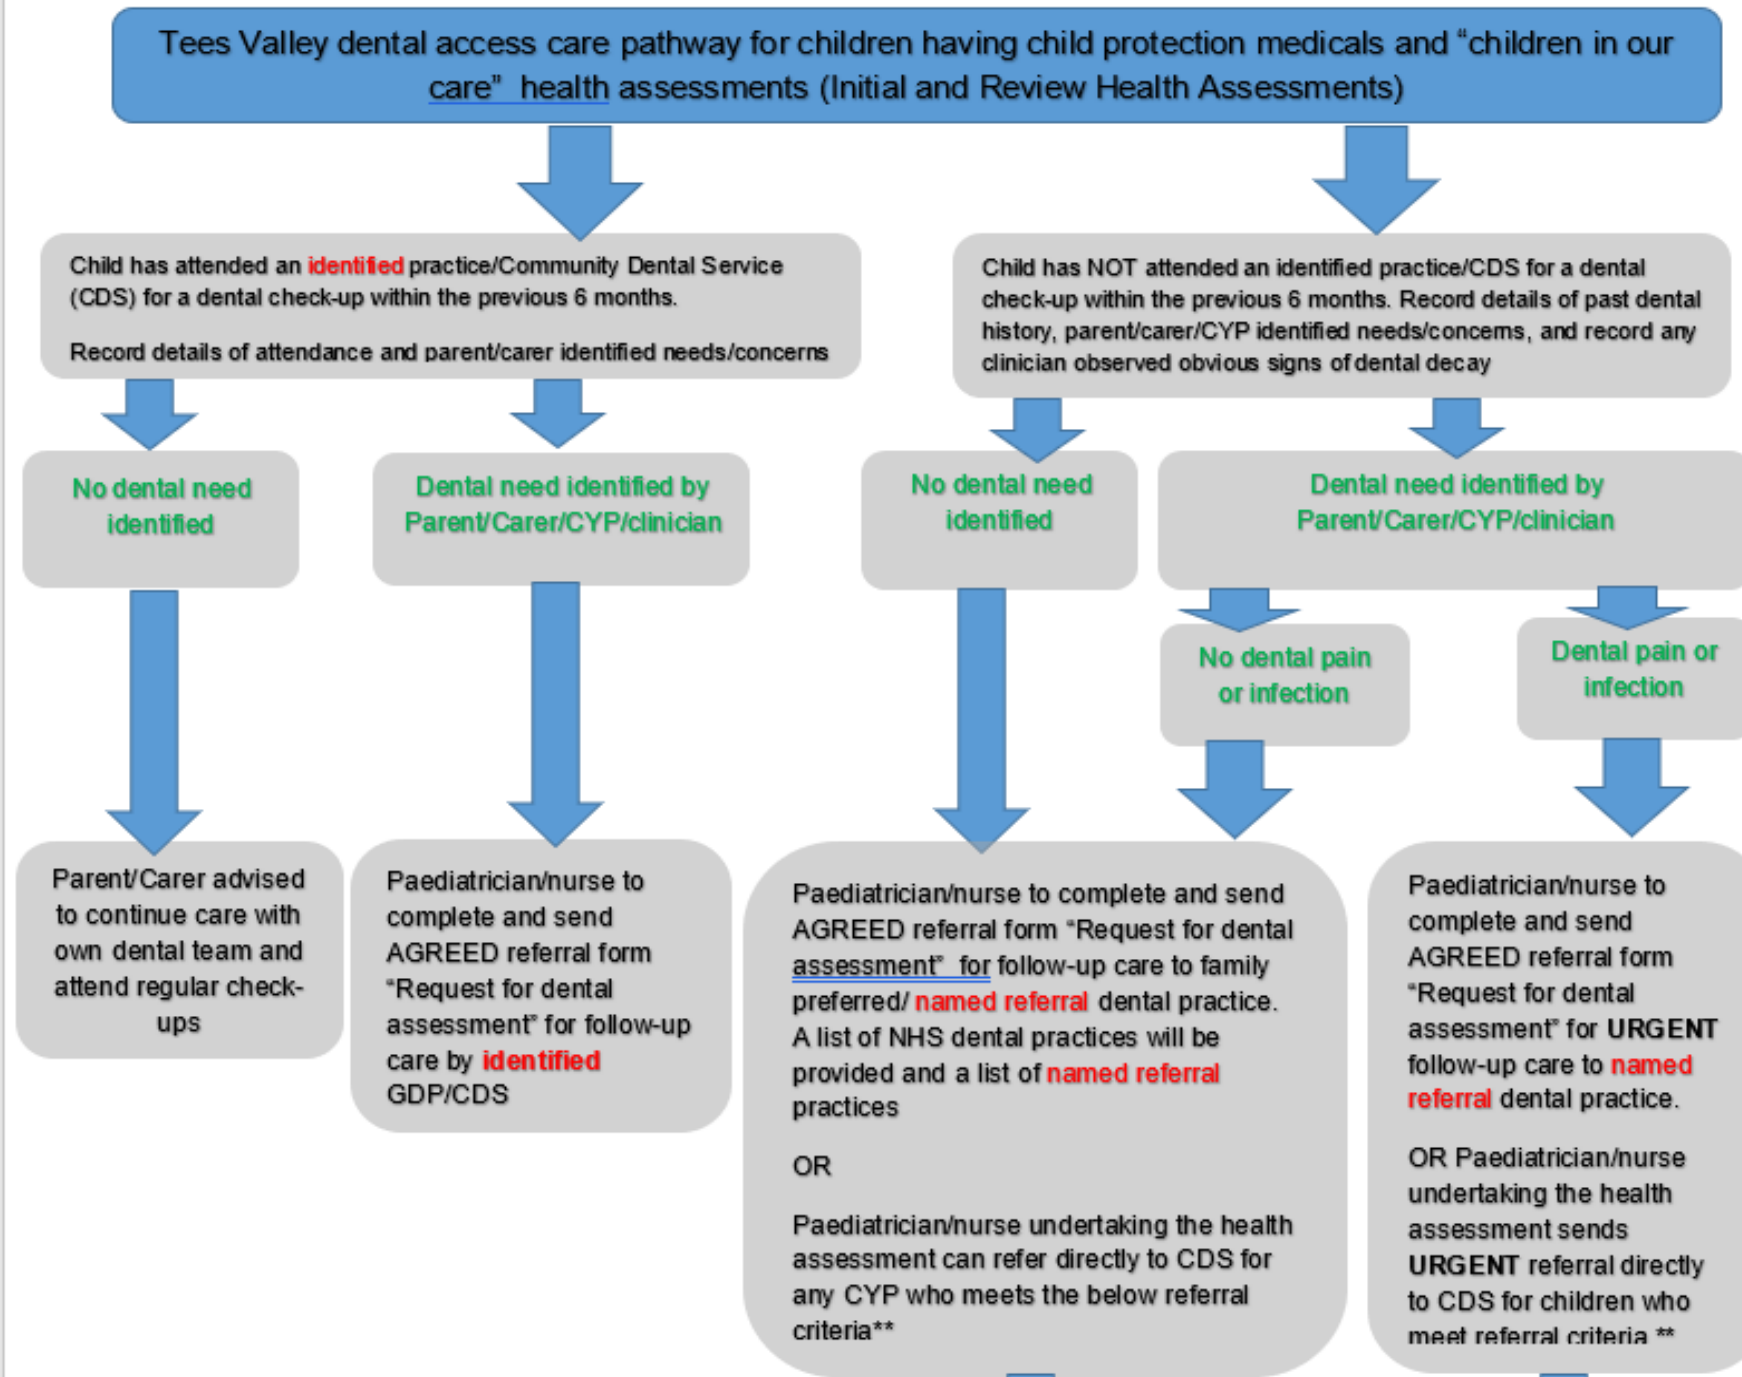 Tees Valley dental access care pathway for children having child protection medicals and “children in our
care”  health assessments (Initial and Review Health Assessments)
Child has attended an identified practice/Community Dental Service
(CDS) for a dental check-up within the previous 6 months.
Record details of attendance and parent/carer identified needs/concerns
Child has NOT attended an identified practice/CDS for a dental
check-up within the previous 6 months. Record details of past dental
history, parent/carer/CYP identified needs/concerns, and record any
clinician observed obvious signs of dental decay
No dental need
identified
Dental need identified by
Parent/Carer/CYP/clinician
No dental need
identified
Dental need identified by
Parent/Carer/CYP/clinician
No dental pain
or infection
Dental pain or
infection
Parent/Carer advised
to continue care with
own dental team and
attend regular check-
ups
Paediatrician/nurse to
complete and send
AGREED referral form
“Request for dental
assessment” for follow-up
care by identified
GDP/CDS
Paediatrician/nurse to complete and send
AGREED referral form “Request for dental
assessment”  for follow-up care to family
preferred/ named referral dental practice.
A list of NHS dental practices will be
provided and a list of named referral
practices
OR
Paediatrician/nurse undertaking the health
assessment can refer directly to CDS for
any CYP who meets the below referral
criteria**
Paediatrician/nurse to
complete and send
AGREED referral form
“Request for dental
assessment” for URGENT
follow-up care to named
referral dental practice.
OR Paediatrician/nurse
undertaking the health
assessment sends
URGENT referral directly
to CDS for children who
meet referral criteria **